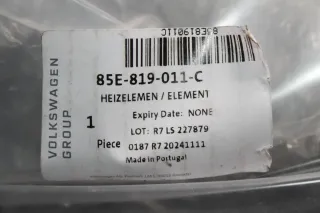 85E819011C
VOLKSWAGEN
GROUP
85E-819-011-C
HEIZELEMEN / ELEMENT
Expiry Date: NONE
1
Piece
LOT: R7 LS 227879
0187 R7 20241111
Made in Portugal